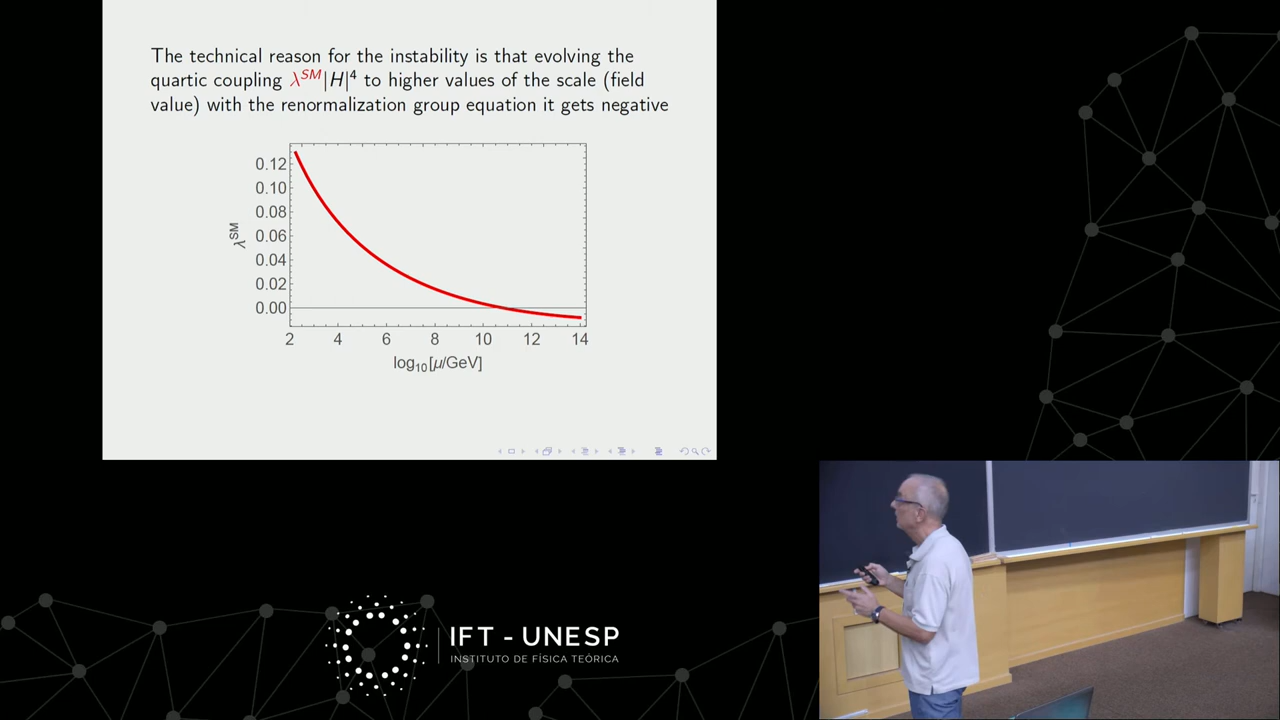 The technical reason for the instability is that evolving the
quartic coupling λ^SM|H|⁴ to higher values of the scale (field
value) with the renormalization group equation it gets negative
0.12
0.10
0.08
0.06
0.04
0.02
0.00
λ^SM
2 4 6 8 10 12 14
log₁₀[μ/GeV]
IFT - UNESP
INSTITUTO DE FÍSICA TEÓRICA